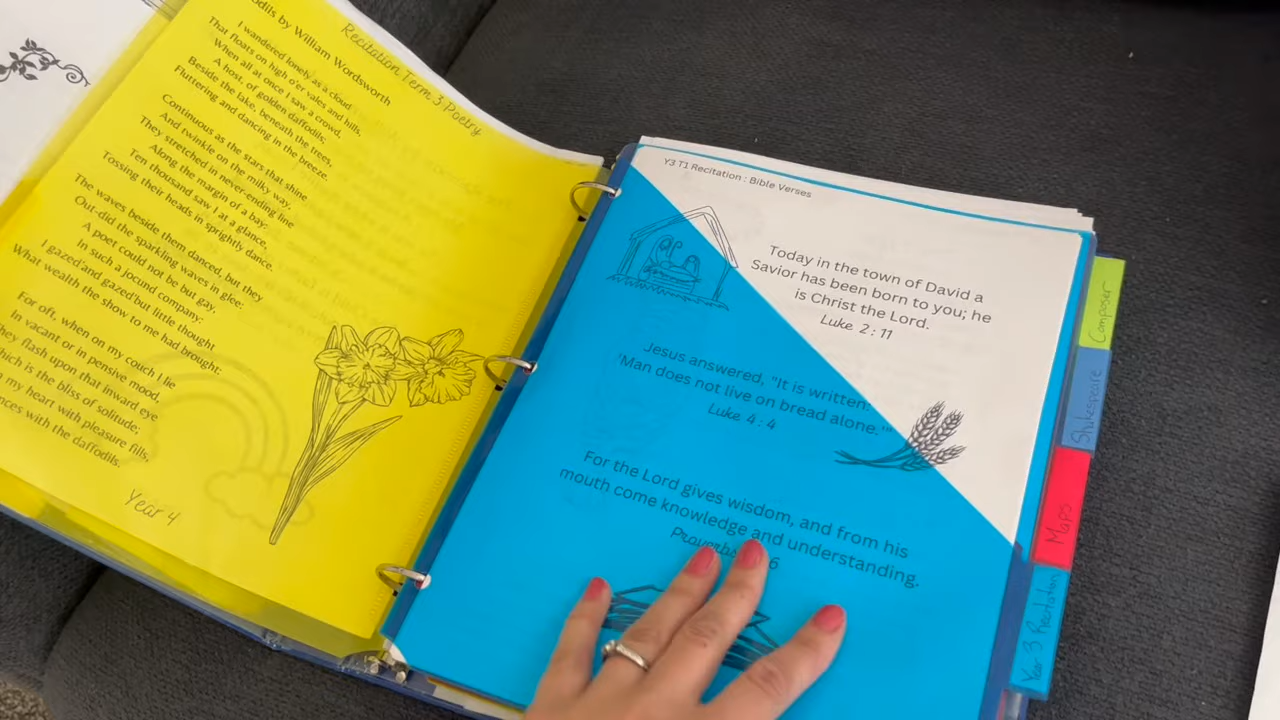 Recitation Term 3 Poetry
dils by William Wordsworth
I wandered lonely as a cloud
That floats on high o'er vales and hills,
When all at once I saw a crowd,
A host, of golden daffodils;
Beside the lake, beneath the trees,
Fluttering and dancing in the breeze.
Continuous as the stars that shine
And twinkle on the milky way,
They stretched in never-ending line
Along the margin of a bay:
Ten thousand saw I at a glance,
Tossing their heads in sprightly dance.
The waves beside them danced, but they
Out-did the sparkling waves in glee:
A poet could not be but gay,
In such a jocund company:
I gazed-and gazed-but little thought
What wealth the show to me had brought:
For oft, when on my couch I lie
In vacant or in pensive mood,
They flash upon that inward eye
hich is the bliss of solitude;
my heart with pleasure fills,
nces with the daffodils.
Year 4
Y3 T1 Recitation : Bible Verses
Today in the town of David a
Savior has been born to you; he
is Christ the Lord.
Luke 2 : 11
Jesus answered, "It is written:
'Man does not live on bread alone.'"
Luke 4 : 4
For the Lord gives wisdom, and from his
mouth come knowledge and understanding.
Proverbs 6
Composer
Shakespeare
Maps
Year 3 Recitation